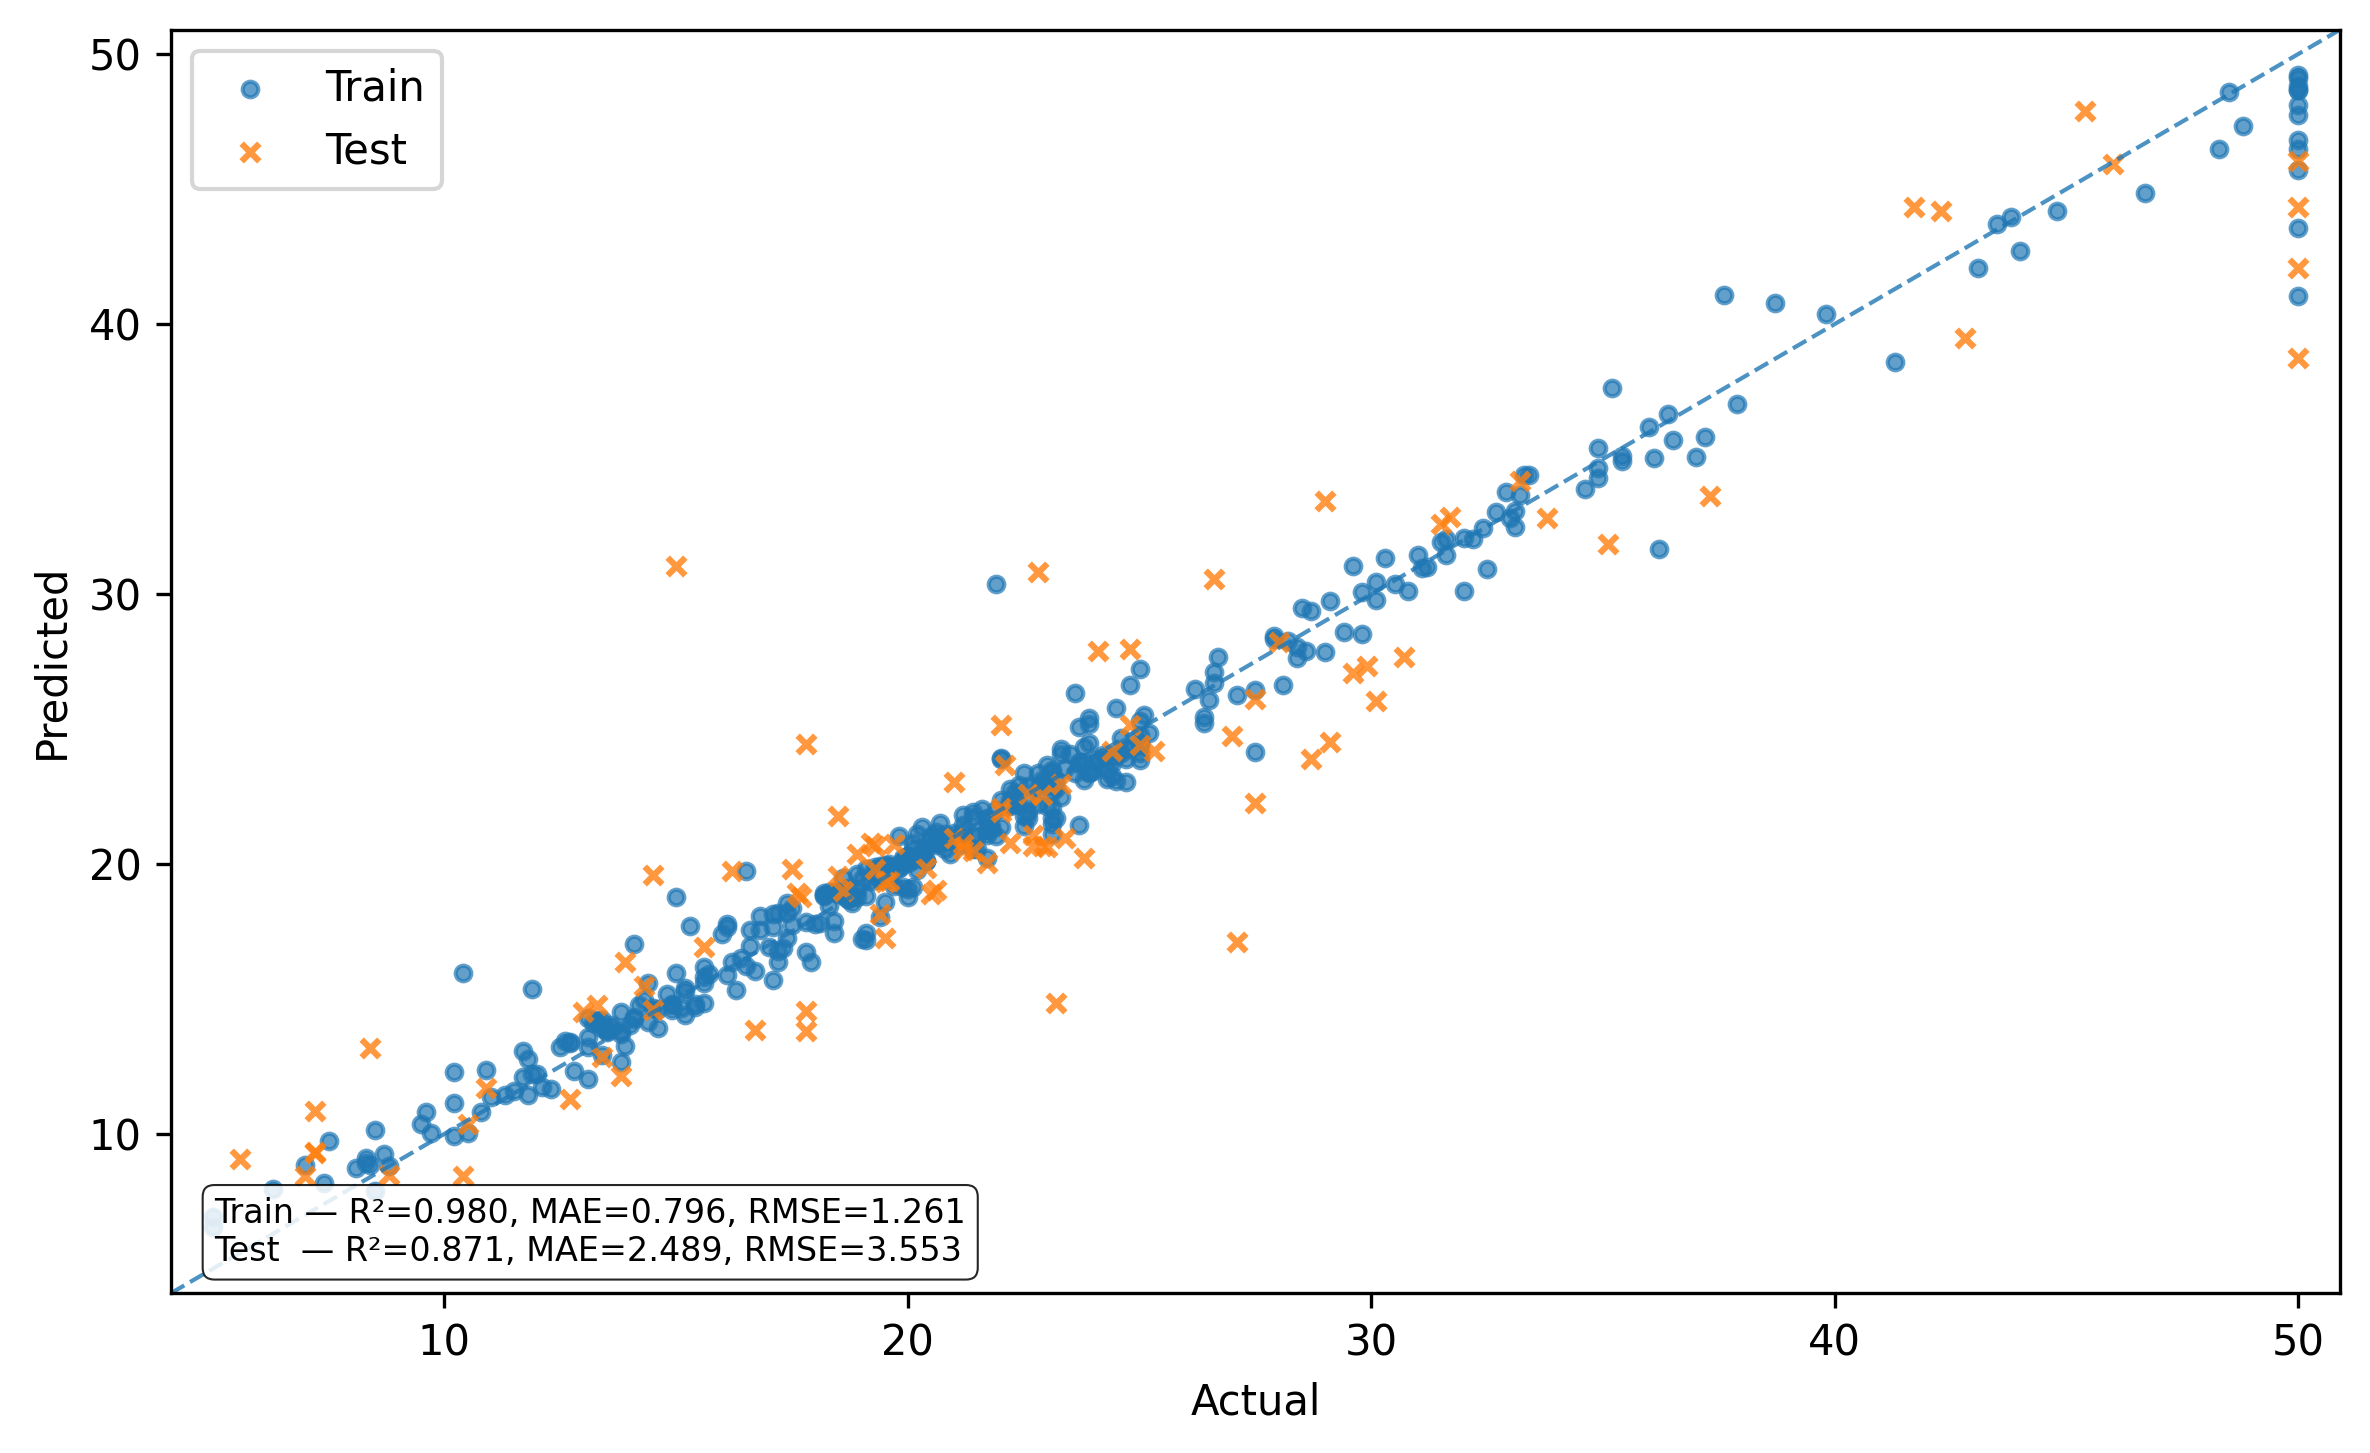 50
40
30
20
10
Predicted
Train
Test
Train — R²=0.980, MAE=0.796, RMSE=1.261
Test — R²=0.871, MAE=2.489, RMSE=3.553
10 20 30 40 50
Actual